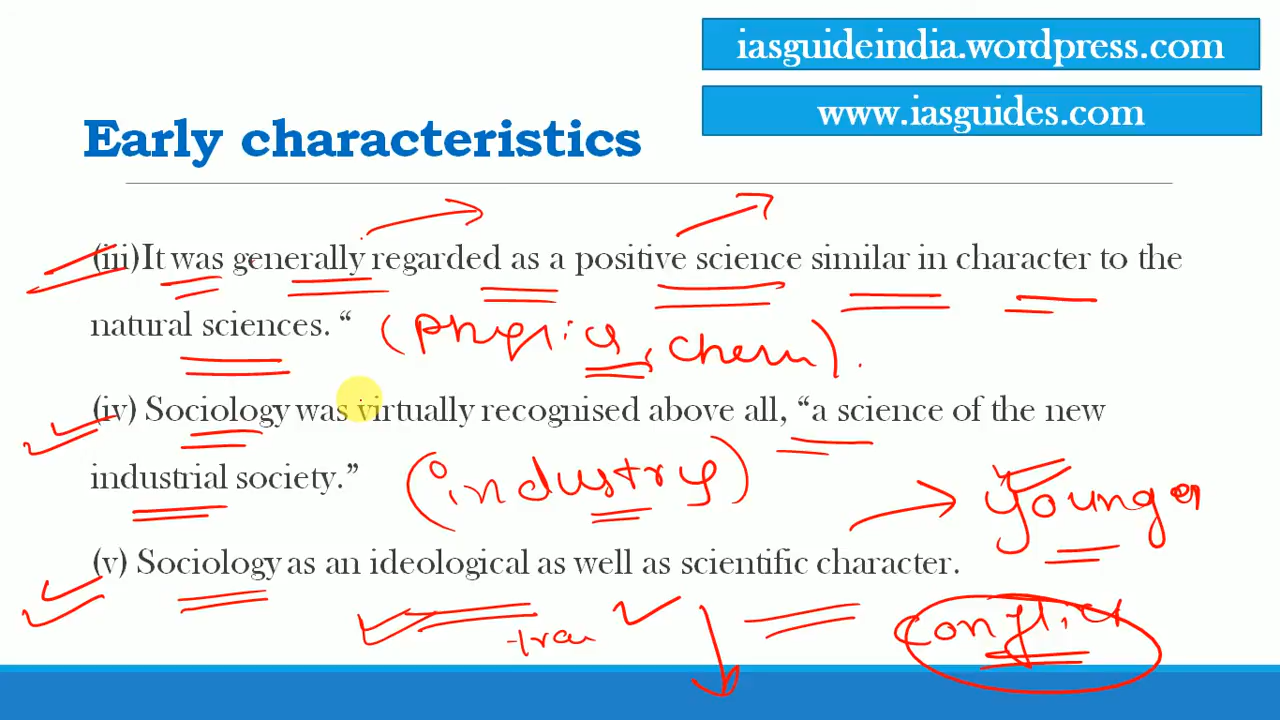 iasguideindia.wordpress.com
www.iasguides.com
Early characteristics
(iii)It was generally regarded as a positive science similar in character to the
natural sciences. “
(Physics, chem).
(iv) Sociology was virtually recognised above all, “a science of the new
industrial society.”
(industry)
younger
(v) Sociology as an ideological as well as scientific character.
conflict